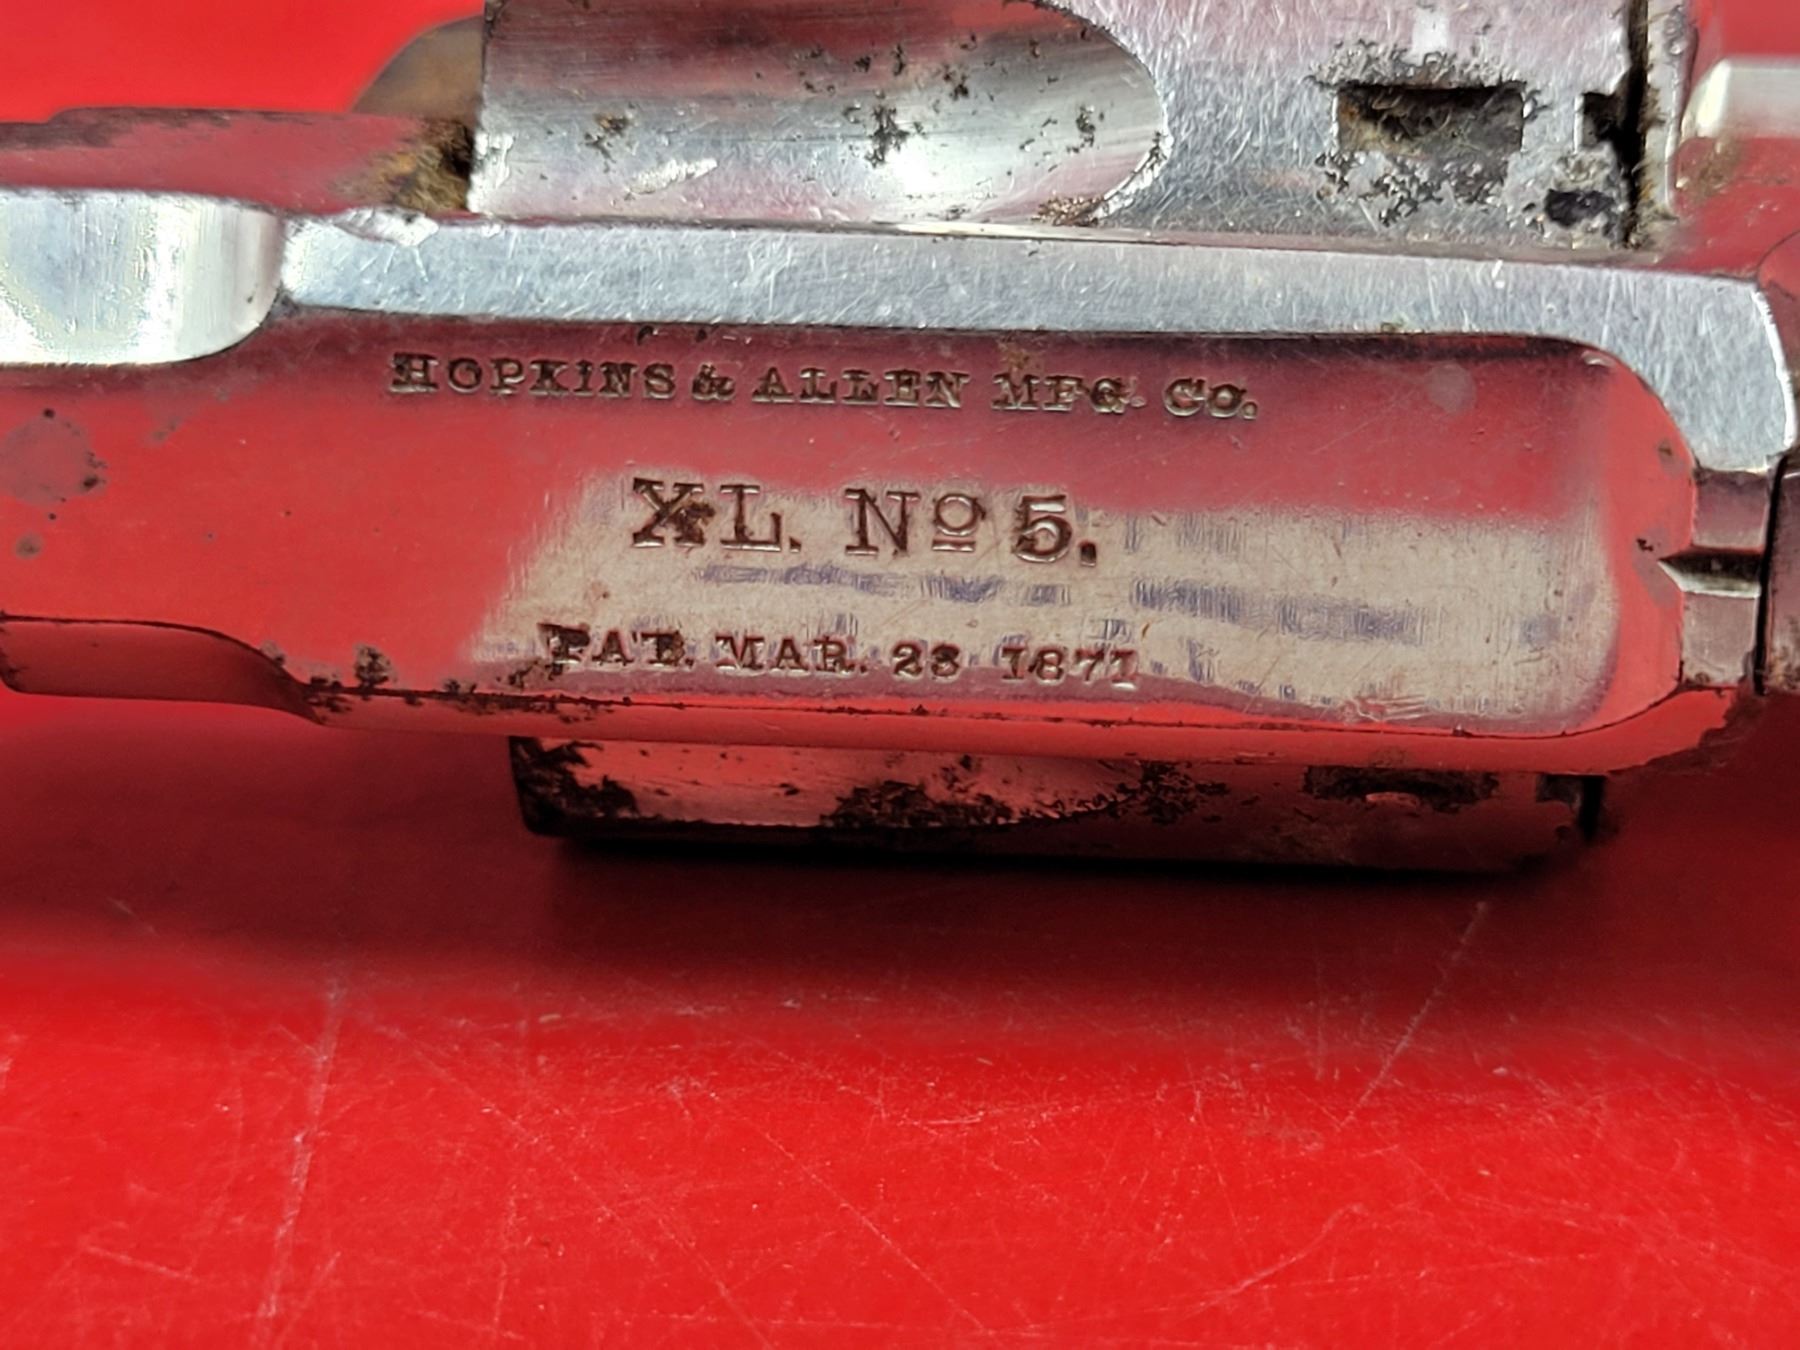 HOPKINS & ALLEN MFG. CO.
XL. Nº 5.
PAT. MAR. 28 1871